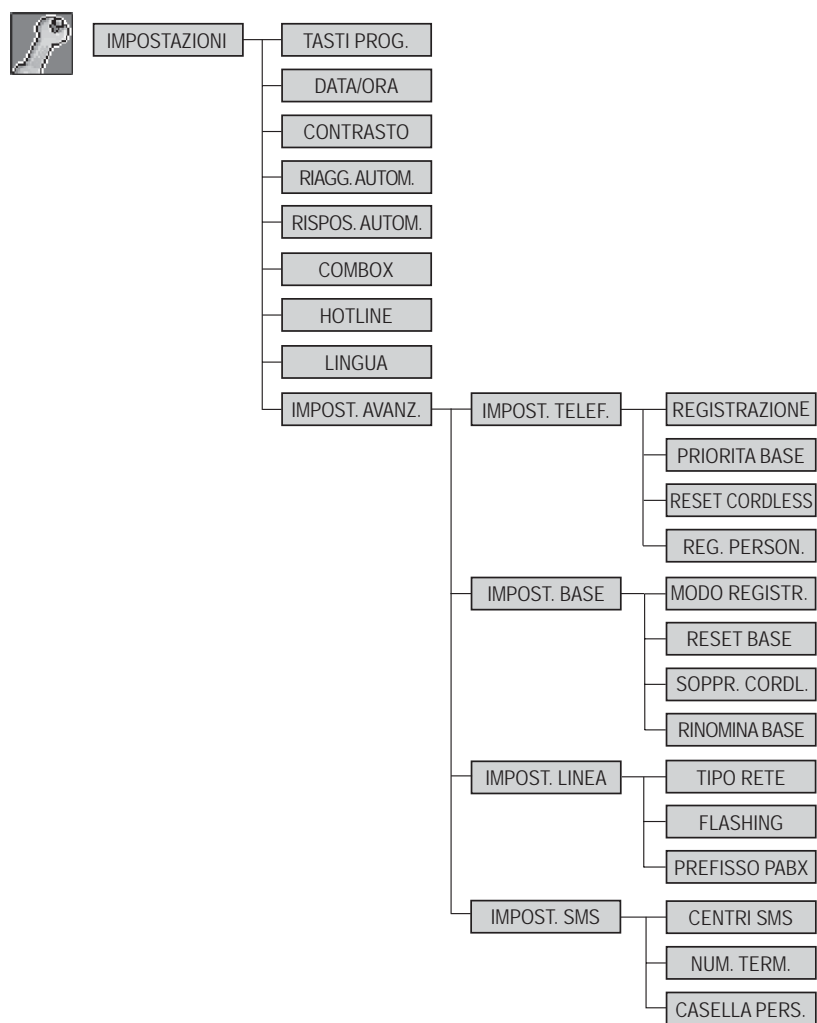 IMPOSTAZIONI
TASTI PROG.
DATA/ORA
CONTRASTO
RIAGG. AUTOM.
RISPOS. AUTOM.
COMBOX
HOTLINE
LINGUA
IMPOST. AVANZ.
IMPOST. TELEF.
REGISTRAZIONE
PRIORITA BASE
RESET CORDLESS
REG. PERSON.
IMPOST. BASE
MODO REGISTR.
RESET BASE
SOPPR. CORDL.
RINOMINA BASE
IMPOST. LINEA
TIPO RETE
FLASHING
PREFISSO PABX
IMPOST. SMS
CENTRI SMS
NUM. TERM.
CASELLA PERS.